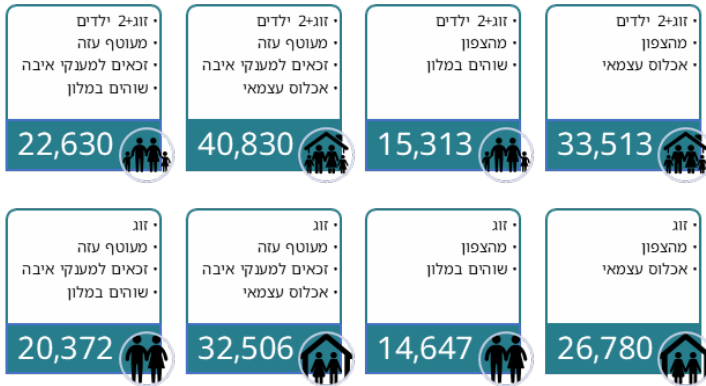 • זוג+2 ילדים
• מהצפון
• אכלוס עצמאי
33,513
• זוג+2 ילדים
• מהצפון
• שוהים במלון
15,313
• זוג+2 ילדים
• מעוטף עזה
• זכאים למענקי איבה
• אכלוס עצמאי
40,830
• זוג+2 ילדים
• מעוטף עזה
• זכאים למענקי איבה
• שוהים במלון
22,630
• זוג
• מהצפון
• אכלוס עצמאי
26,780
• זוג
• מהצפון
• שוהים במלון
14,647
• זוג
• מעוטף עזה
• זכאים למענקי איבה
• אכלוס עצמאי
32,506
• זוג
• מעוטף עזה
• זכאים למענקי איבה
• שוהים במלון
20,372